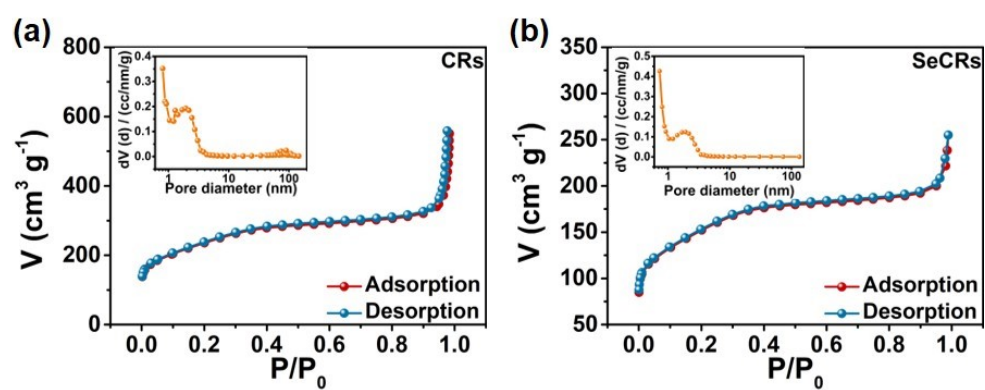 (a)
CRs
V (cm³ g⁻¹)
800
600
400
200
0
0.0 0.2 0.4 0.6 0.8 1.0
P/P₀
Adsorption
Desorption
dV (d) / (cc/nm/g)
0.4
0.3
0.2
0.1
0.0
1 10 100
Pore diameter (nm)
(b)
SeCRs
V (cm³ g⁻¹)
350
300
250
200
150
100
50
0.0 0.2 0.4 0.6 0.8 1.0
P/P₀
Adsorption
Desorption
dV (d) / (cc/nm/g)
0.5
0.4
0.3
0.2
0.1
0.0
1 10 100
Pore diameter (nm)